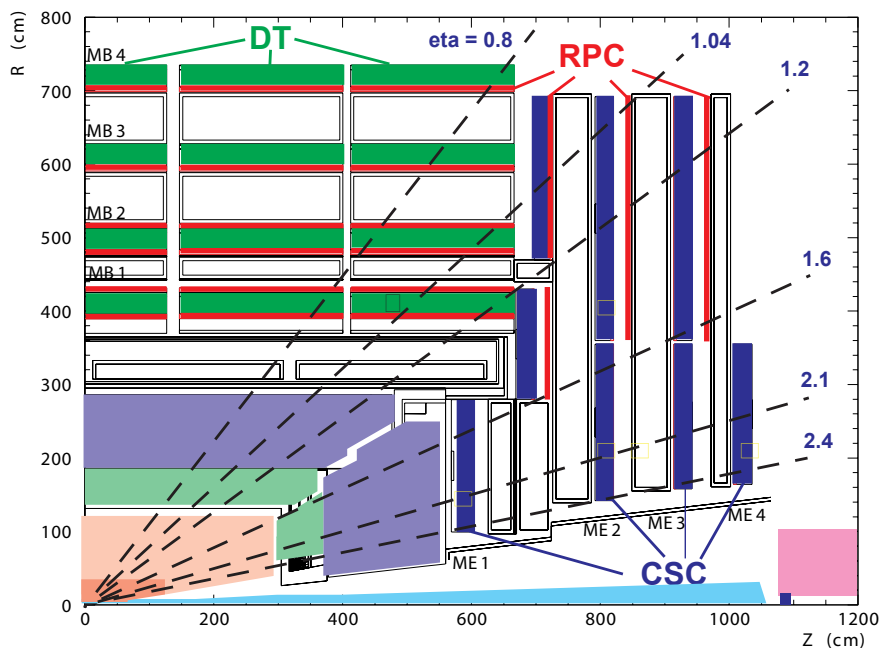 R (cm)
800
700
600
500
400
300
200
100
0
MB 4
MB 3
MB 2
MB 1
DT
eta = 0.8
1.04
RPC
1.2
1.6
2.1
2.4
ME 1
ME 2
ME 3
ME 4
CSC
0
200
400
600
800
1000
1200
Z (cm)